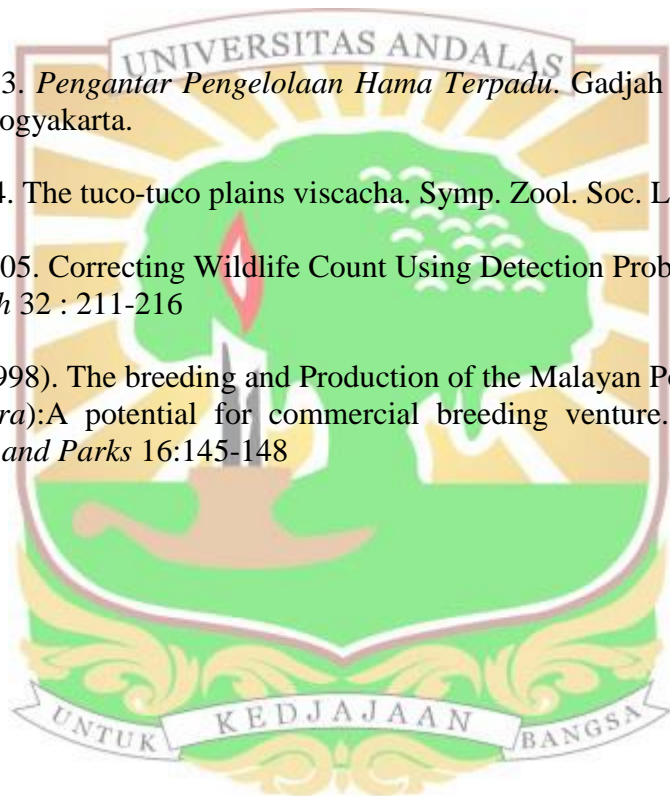 UNIVERSITAS ANDALAS
3. Pengantar Pengelolaan Hama Terpadu. Gadjah
ogyakarta.
4. The tuco-tuco plains viscacha. Symp. Zool. Soc. L
05. Correcting Wildlife Count Using Detection Prob
h 32 : 211-216
998). The breeding and Production of the Malayan Po
ra):A potential for commercial breeding venture.
and Parks 16:145-148
UNTUK KEDJAJAAN BANGSA